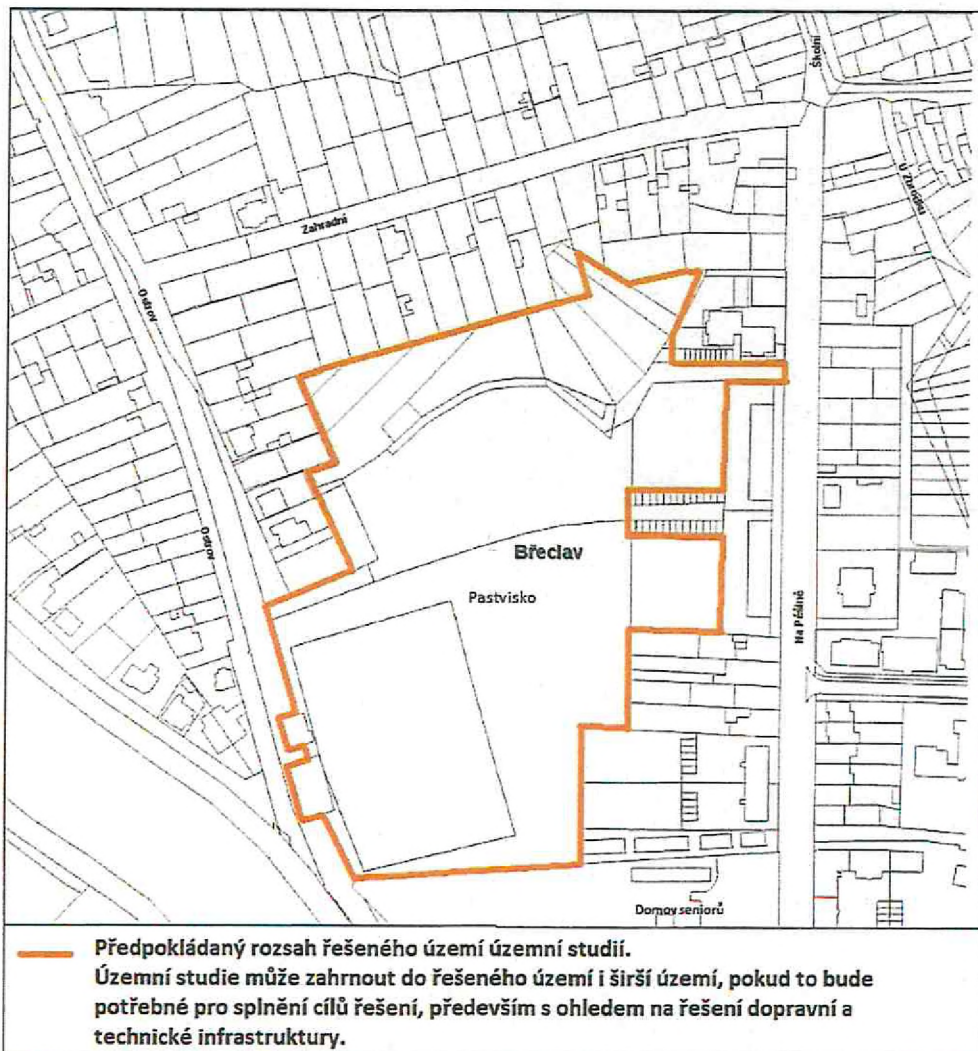 Školní
U Zbrojnku
Zahradní
Ostrov
Ostrov
Břeclav
Pastvisko
Na Pěšině
Domov seniorů
Předpokládaný rozsah řešeného území územní studií.
Územní studie může zahrnout do řešeného území i širší území, pokud to bude
potřebné pro splnění cílů řešení, především s ohledem na řešení dopravní a
technické infrastruktury.